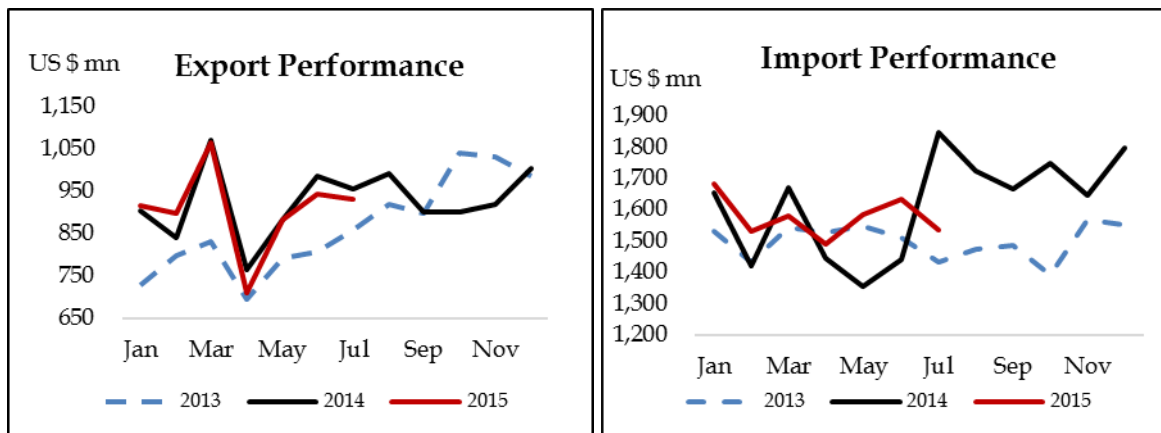 Export Performance
US $ mn
1,150
1,050
950
850
750
650
Jan Mar May Jul Sep Nov
2013 2014 2015
Import Performance
US $ mn
1,900
1,800
1,700
1,600
1,500
1,400
1,300
1,200
Jan Mar May Jul Sep Nov
2013 2014 2015